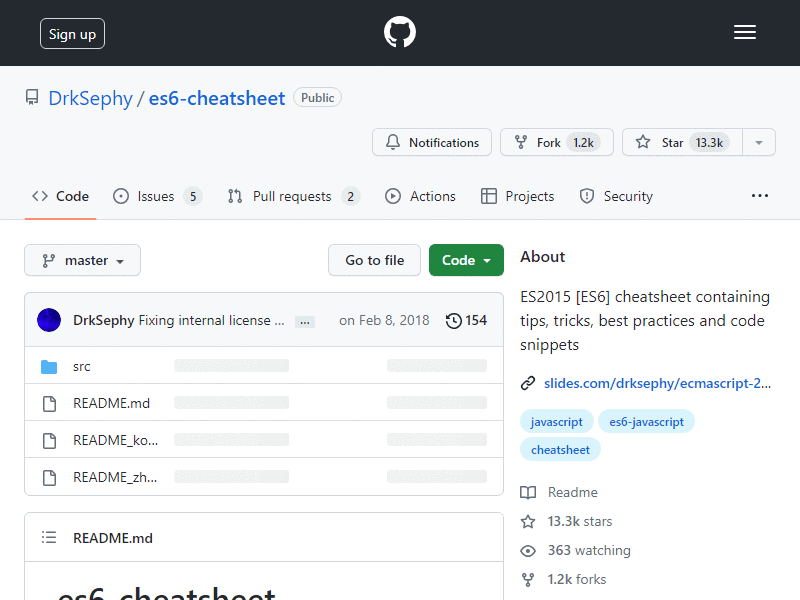 Sign up
DrkSephy / es6-cheatsheet Public
Notifications Fork 1.2k Star 13.3k
Code Issues 5 Pull requests 2 Actions Projects Security
master Go to file Code
DrkSephy Fixing internal license ... ... on Feb 8, 2018 154
src
README.md
README_ko...
README_zh...
README.md
es6-cheatsheet
About
ES2015 [ES6] cheatsheet containing
tips, tricks, best practices and code
snippets
slides.com/drksephy/ecmascript-2...
javascript es6-javascript
cheatsheet
Readme
13.3k stars
363 watching
1.2k forks